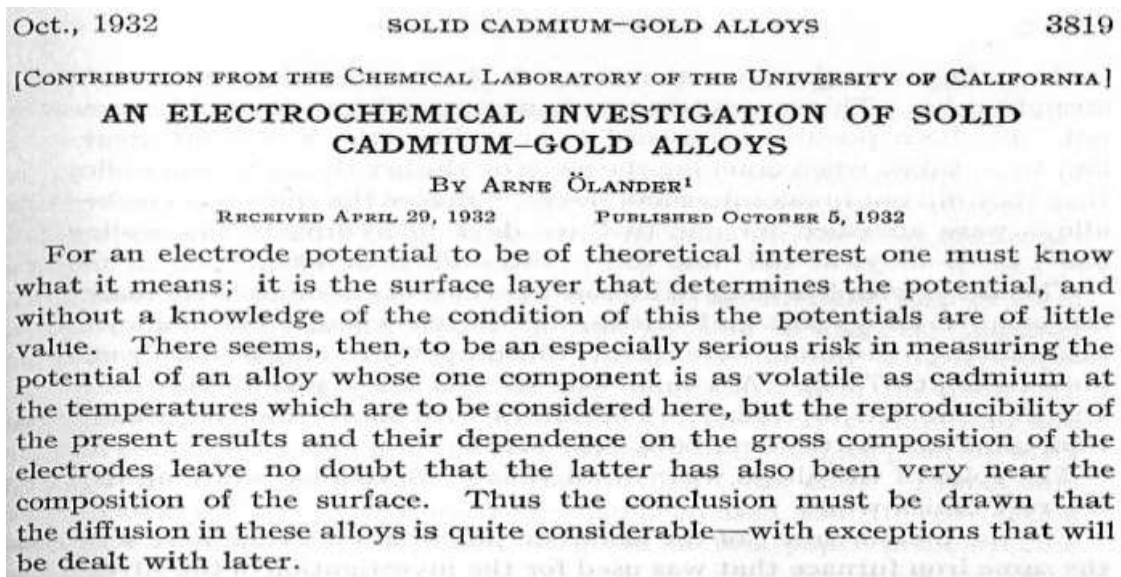 Oct., 1932 SOLID CADMIUM–GOLD ALLOYS 3819
[CONTRIBUTION FROM THE CHEMICAL LABORATORY OF THE UNIVERSITY OF CALIFORNIA]
AN ELECTROCHEMICAL INVESTIGATION OF SOLID
CADMIUM–GOLD ALLOYS
BY ARNE ÖLANDER¹
RECEIVED APRIL 29, 1932 PUBLISHED OCTOBER 5, 1932
For an electrode potential to be of theoretical interest one must know
what it means; it is the surface layer that determines the potential, and
without a knowledge of the condition of this the potentials are of little
value. There seems, then, to be an especially serious risk in measuring the
potential of an alloy whose one component is as volatile as cadmium at
the temperatures which are to be considered here, but the reproducibility of
the present results and their dependence on the gross composition of the
electrodes leave no doubt that the latter has also been very near the
composition of the surface. Thus the conclusion must be drawn that
the diffusion in these alloys is quite considerable—with exceptions that will
be dealt with later.